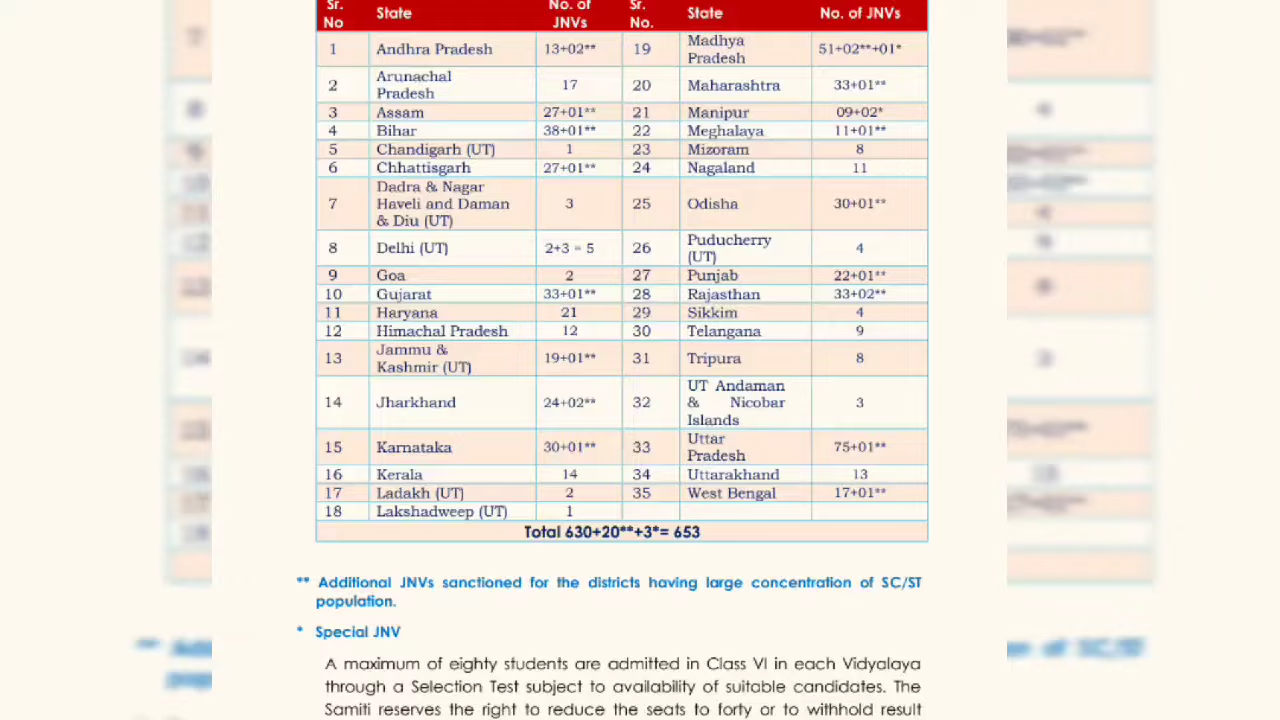 Sr. No State No. of JNVs Sr. No. State No. of JNVs
1 Andhra Pradesh 13+02** 19 Madhya Pradesh 51+02**+01*
2 Arunachal Pradesh 17 20 Maharashtra 33+01**
3 Assam 27+01** 21 Manipur 09+02*
4 Bihar 38+01** 22 Meghalaya 11+01**
5 Chandigarh (UT) 1 23 Mizoram 8
6 Chhattisgarh 27+01** 24 Nagaland 11
7 Dadra & Nagar Haveli and Daman & Diu (UT) 3 25 Odisha 30+01**
8 Delhi (UT) 2+3 = 5 26 Puducherry (UT) 4
9 Goa 2 27 Punjab 22+01**
10 Gujarat 33+01** 28 Rajasthan 33+02**
11 Haryana 21 29 Sikkim 4
12 Himachal Pradesh 12 30 Telangana 9
13 Jammu & Kashmir (UT) 19+01** 31 Tripura 8
14 Jharkhand 24+02** 32 UT Andaman & Nicobar Islands 3
15 Karnataka 30+01** 33 Uttar Pradesh 75+01**
16 Kerala 14 34 Uttarakhand 13
17 Ladakh (UT) 2 35 West Bengal 17+01**
18 Lakshadweep (UT) 1
Total 630+20**+3*= 653
** Additional JNVs sanctioned for the districts having large concentration of SC/ST
population.
* Special JNV
A maximum of eighty students are admitted in Class VI in each Vidyalaya
through a Selection Test subject to availability of suitable candidates. The
Samiti reserves the right to reduce the seats to forty or to withhold result